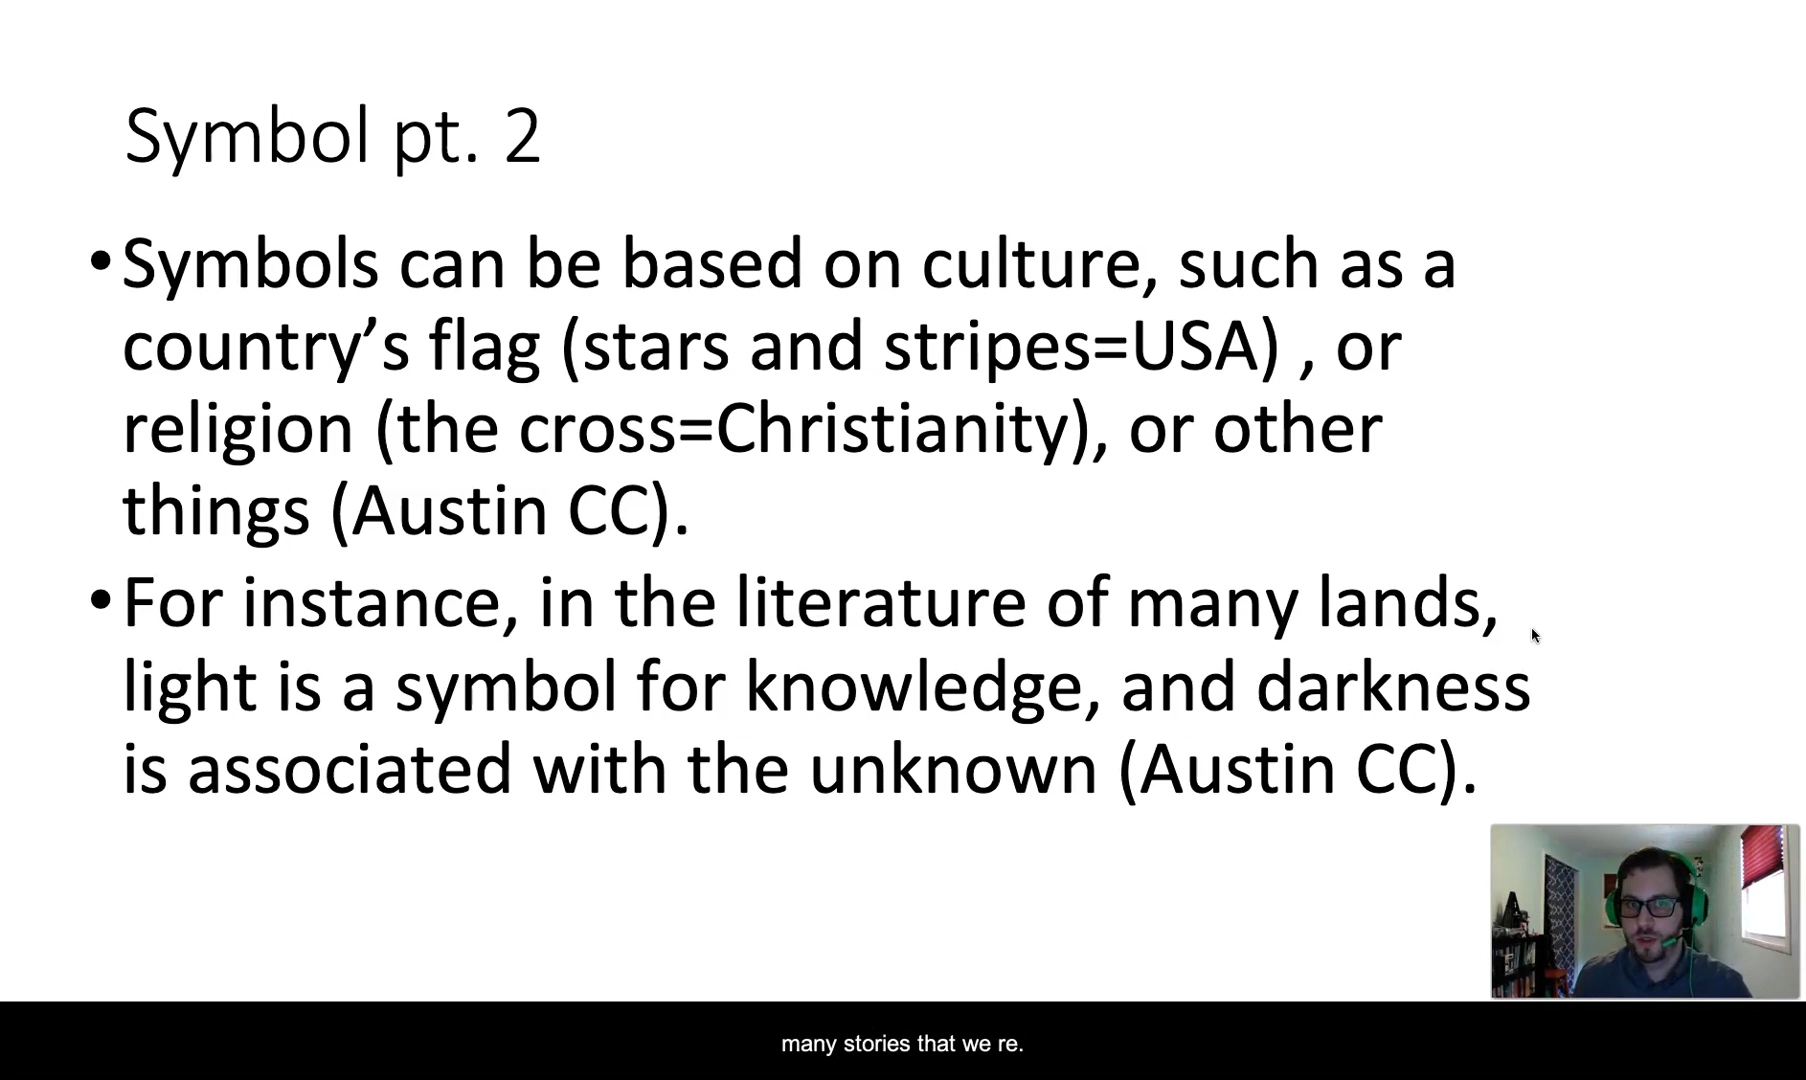 Symbol pt. 2
•Symbols can be based on culture, such as a
country’s flag (stars and stripes=USA) , or
religion (the cross=Christianity), or other
things (Austin CC).
•For instance, in the literature of many lands,
light is a symbol for knowledge, and darkness
is associated with the unknown (Austin CC).
many stories that we re.